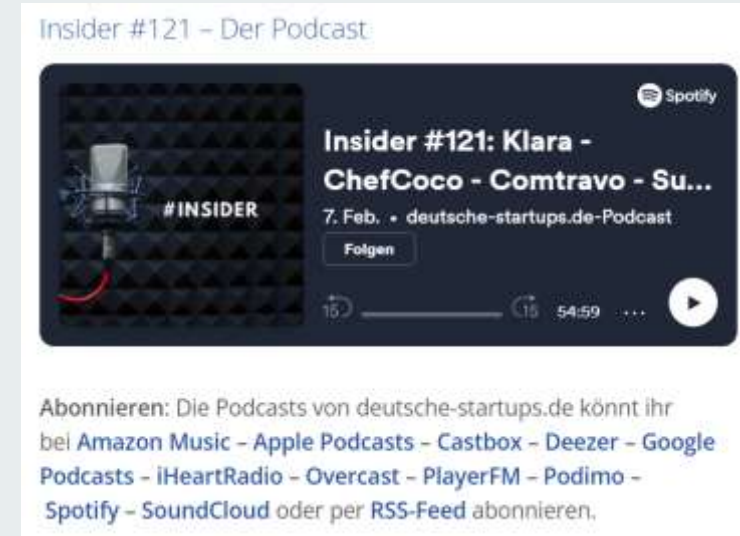 Insider #121 – Der Podcast
Spotify
Insider #121: Klara -
ChefCoco - Comtravo - Su...
#INSIDER
7. Feb. • deutsche-startups.de-Podcast
Folgen
15
15
54:59
...
Abonnieren: Die Podcasts von deutsche-startups.de könnt ihr
bei Amazon Music – Apple Podcasts – Castbox – Deezer – Google
Podcasts – iHeartRadio – Overcast – PlayerFM – Podimo –
Spotify – SoundCloud oder per RSS-Feed abonnieren.